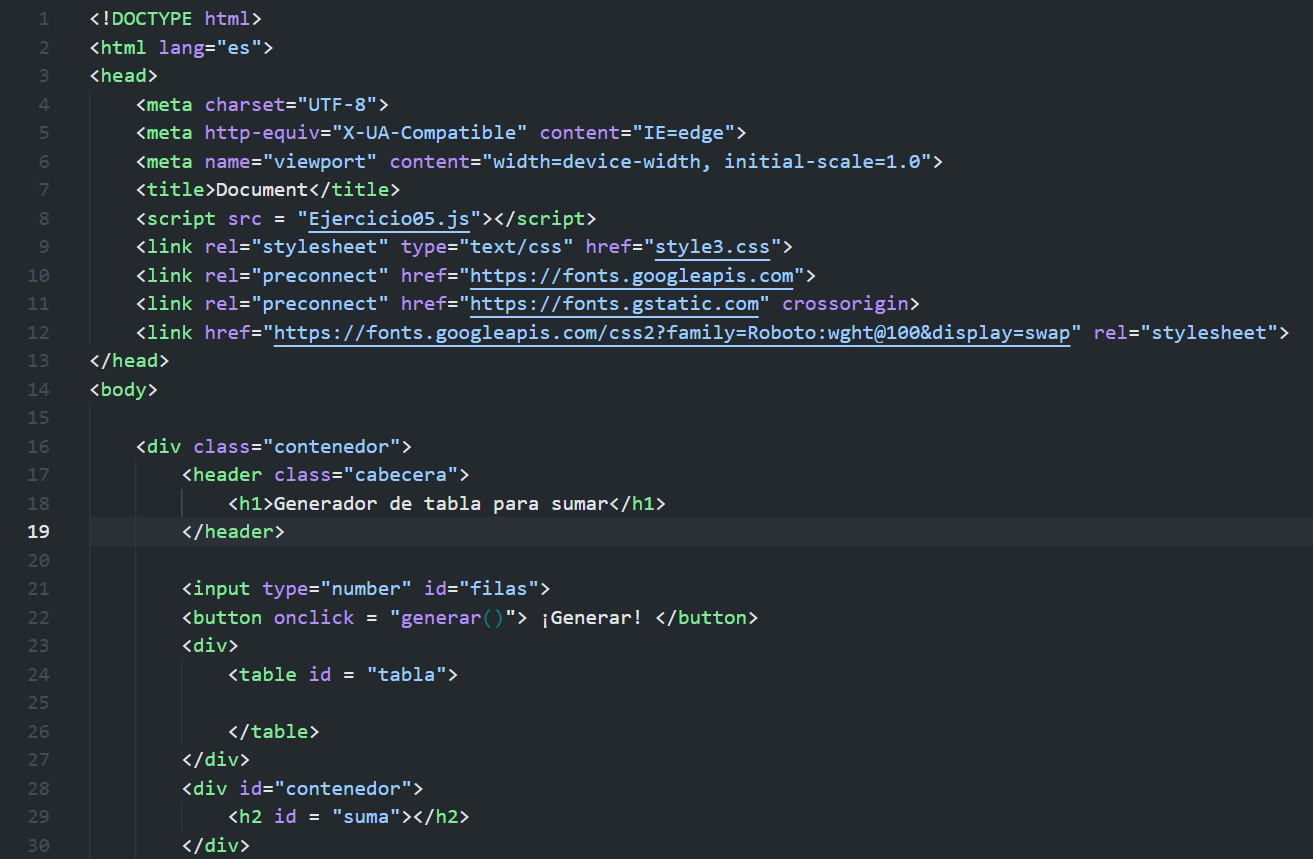 1 <!DOCTYPE html>
2 <html lang="es">
3 <head>
4     <meta charset="UTF-8">
5     <meta http-equiv="X-UA-Compatible" content="IE=edge">
6     <meta name="viewport" content="width=device-width, initial-scale=1.0">
7     <title>Document</title>
8     <script src = "Ejercicio05.js"></script>
9     <link rel="stylesheet" type="text/css" href="style3.css">
10     <link rel="preconnect" href="https://fonts.googleapis.com">
11     <link rel="preconnect" href="https://fonts.gstatic.com" crossorigin>
12     <link href="https://fonts.googleapis.com/css2?family=Roboto:wght@100&display=swap" rel="stylesheet">
13 </head>
14 <body>
15
16     <div class="contenedor">
17         <header class="cabecera">
18             <h1>Generador de tabla para sumar</h1>
19         </header>
20
21         <input type="number" id="filas">
22         <button onclick = "generar()"> ¡Generar! </button>
23         <div>
24             <table id = "tabla">
25
26             </table>
27         </div>
28         <div id="contenedor">
29             <h2 id = "suma"></h2>
30         </div>